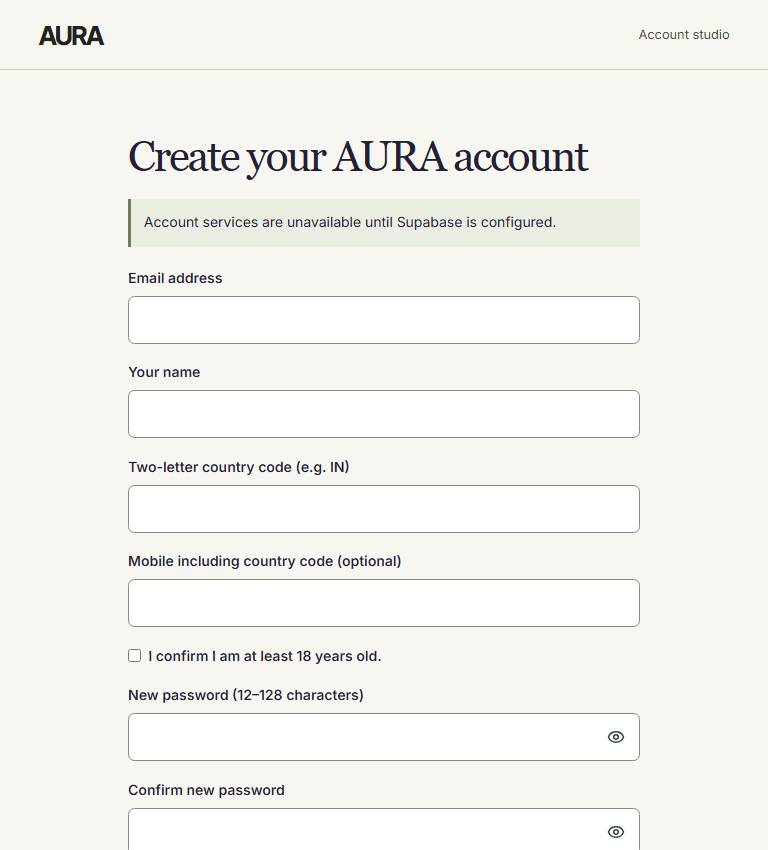 AURA
Account studio
Create your AURA account
Account services are unavailable until Supabase is configured.
Email address
Your name
Two-letter country code (e.g. IN)
Mobile including country code (optional)
I confirm I am at least 18 years old.
New password (12–128 characters)
Confirm new password